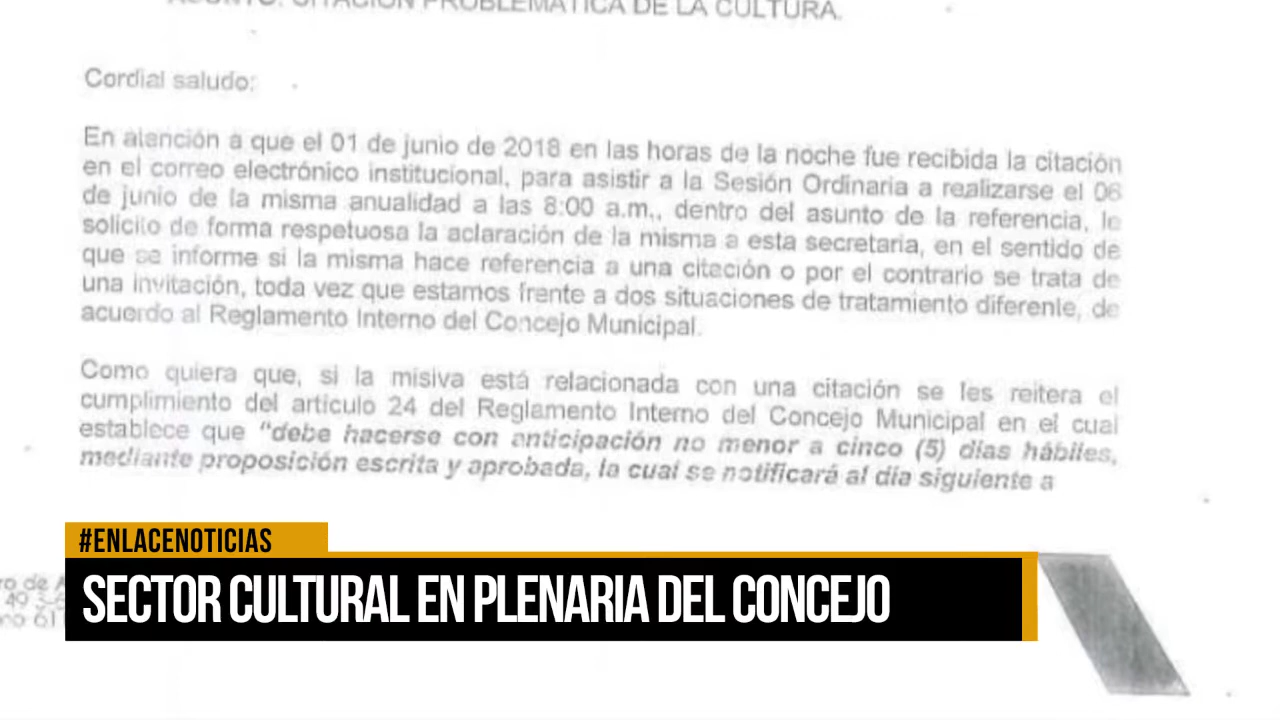 ASUNTO: CITACIÓN PROBLEMÁTICA DE LA CULTURA.
Cordial saludo:
En atención a que el 01 de junio de 2018 en las horas de la noche fue recibida la citación
en el correo electrónico institucional, para asistir a la Sesión Ordinaria a realizarse el 06
de junio de la misma anualidad a las 8:00 a.m., dentro del asunto de la referencia, le
solicito de forma respetuosa la aclaración de la misma a esta secretaria, en el sentido de
que se informe si la misma hace referencia a una citación o por el contrario se trata de
una invitación, toda vez que estamos frente a dos situaciones de tratamiento diferente, de
acuerdo al Reglamento Interno del Concejo Municipal.
Como quiera que, si la misiva está relacionada con una citación se les reitera el
cumplimiento del artículo 24 del Reglamento Interno del Concejo Municipal en el cual
establece que "debe hacerse con anticipación no menor a cinco (5) días hábiles,
mediante proposición escrita y aprobada, la cual se notificará al día siguiente a
#ENLACENOTICIAS
SECTOR CULTURAL EN PLENARIA DEL CONCEJO